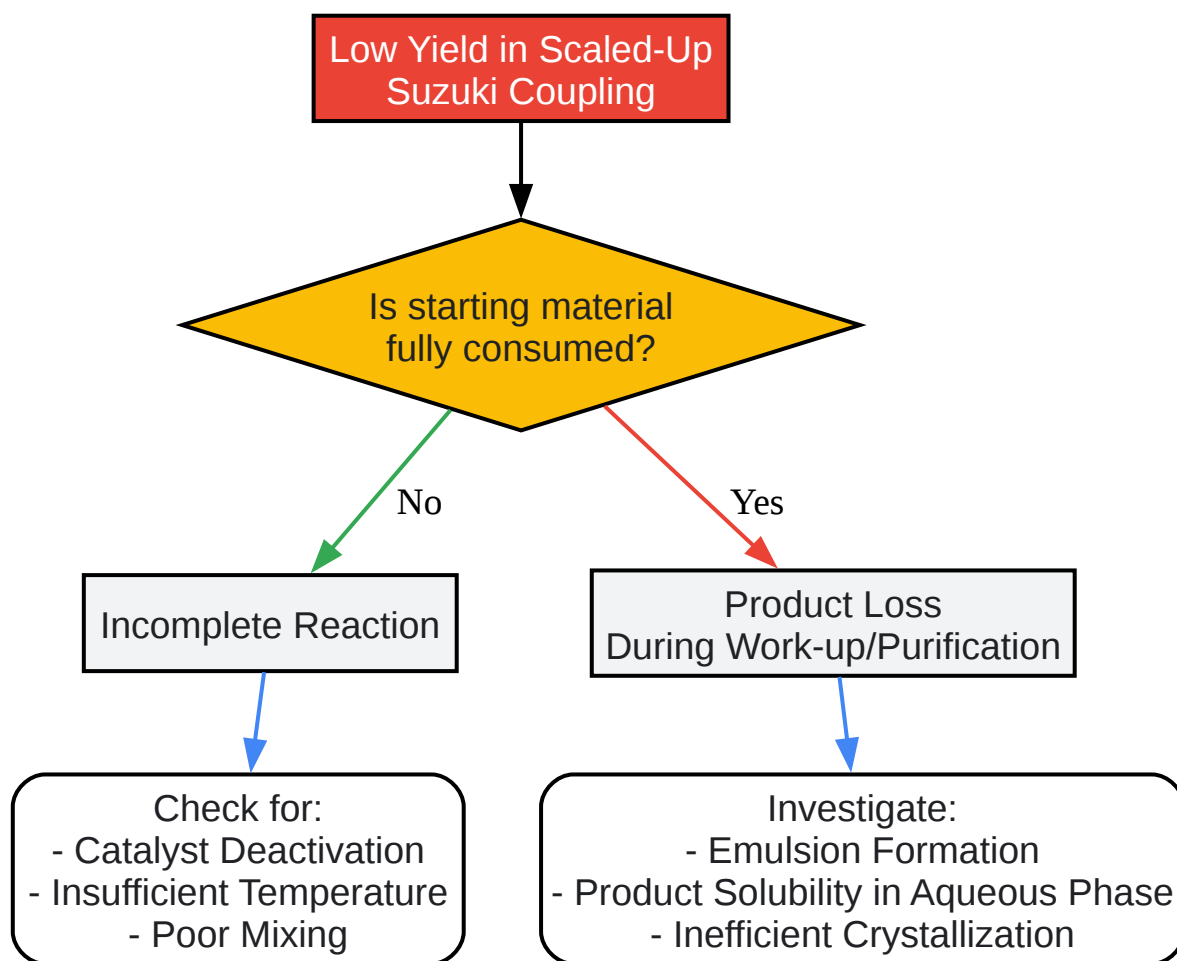 Low Yield in Scaled-Up
Suzuki Coupling
Is starting material
fully consumed?
No
Yes
Incomplete Reaction
Product Loss
During Work-up/Purification
Check for:
- Catalyst Deactivation
- Insufficient Temperature
- Poor Mixing
Investigate:
- Emulsion Formation
- Product Solubility in Aqueous Phase
- Inefficient Crystallization